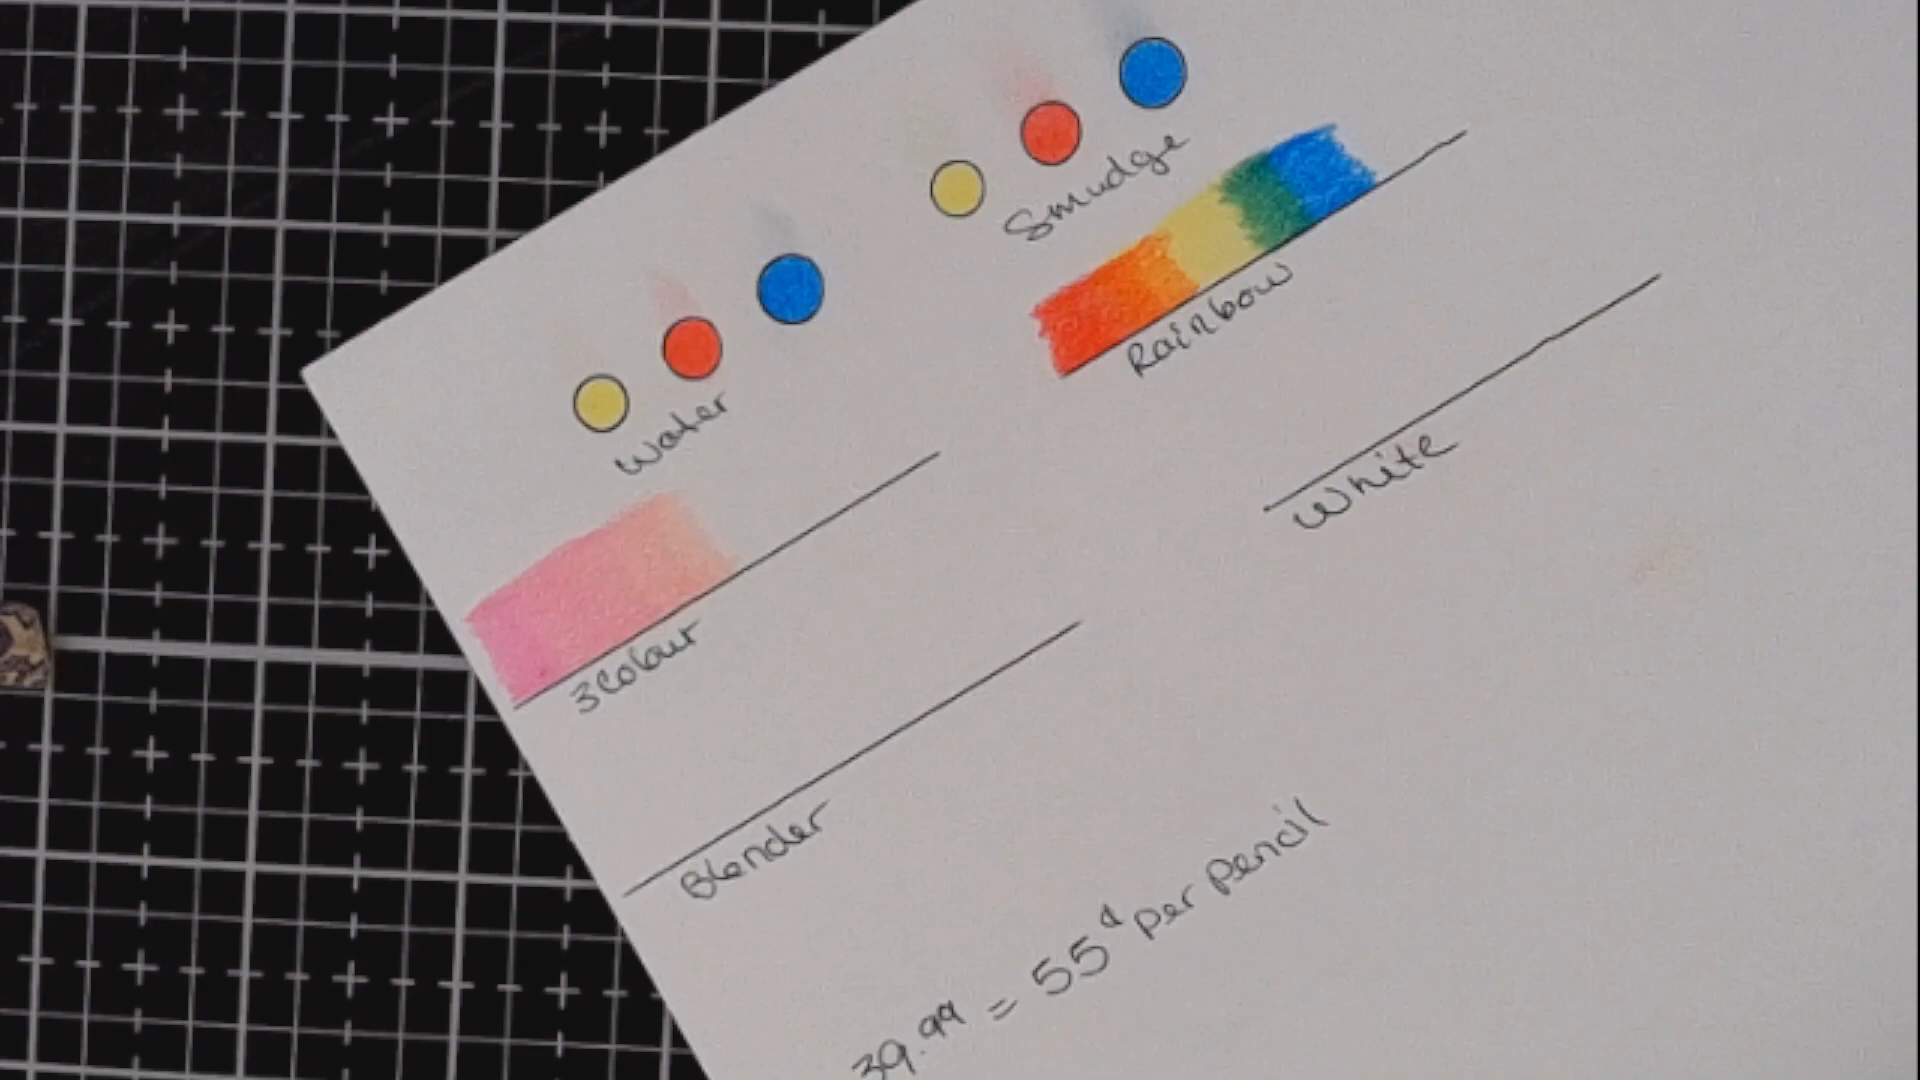 Smudge
Water
Rainbow
3 Colour
White
Blender
39.99 = 55¢ per pencil